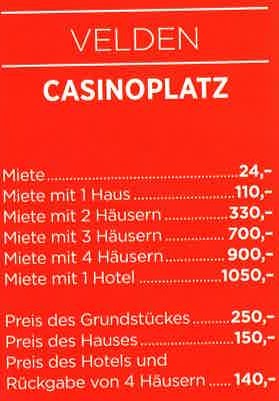 VELDEN
CASINOPLATZ
Miete........................................24,–
Miete mit 1 Haus.....................110,–
Miete mit 2 Häusern...............330,–
Miete mit 3 Häusern...............700,–
Miete mit 4 Häusern...............900,–
Miete mit 1 Hotel..................1050,–
Preis des Grundstückes.......250,–
Preis des Hauses...................150,–
Preis des Hotels und
Rückgabe von 4 Häusern......140,–